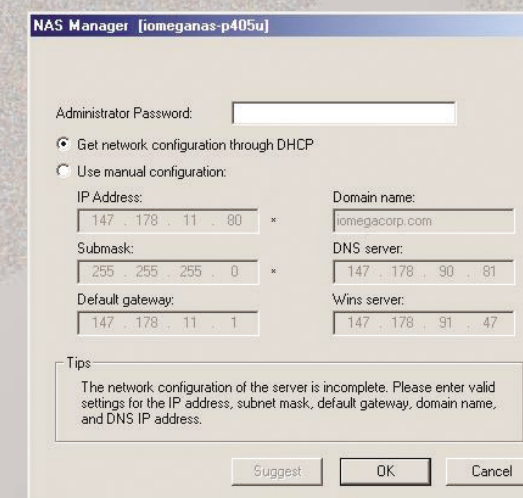 NAS Manager [iomeganas-p405u]
Administrator Password:
Get network configuration through DHCP
Use manual configuration:
IP Address:
147 . 178 . 11 . 80 *
Domain name:
iomegacorp.com
Submask:
255 . 255 . 255 . 0 *
DNS server:
147 . 178 . 90 . 81
Default gateway:
147 . 178 . 11 . 1
Wins server:
147 . 178 . 91 . 47
Tips
The network configuration of the server is incomplete. Please enter valid
settings for the IP address, subnet mask, default gateway, domain name,
and DNS IP address.
Suggest OK Cancel